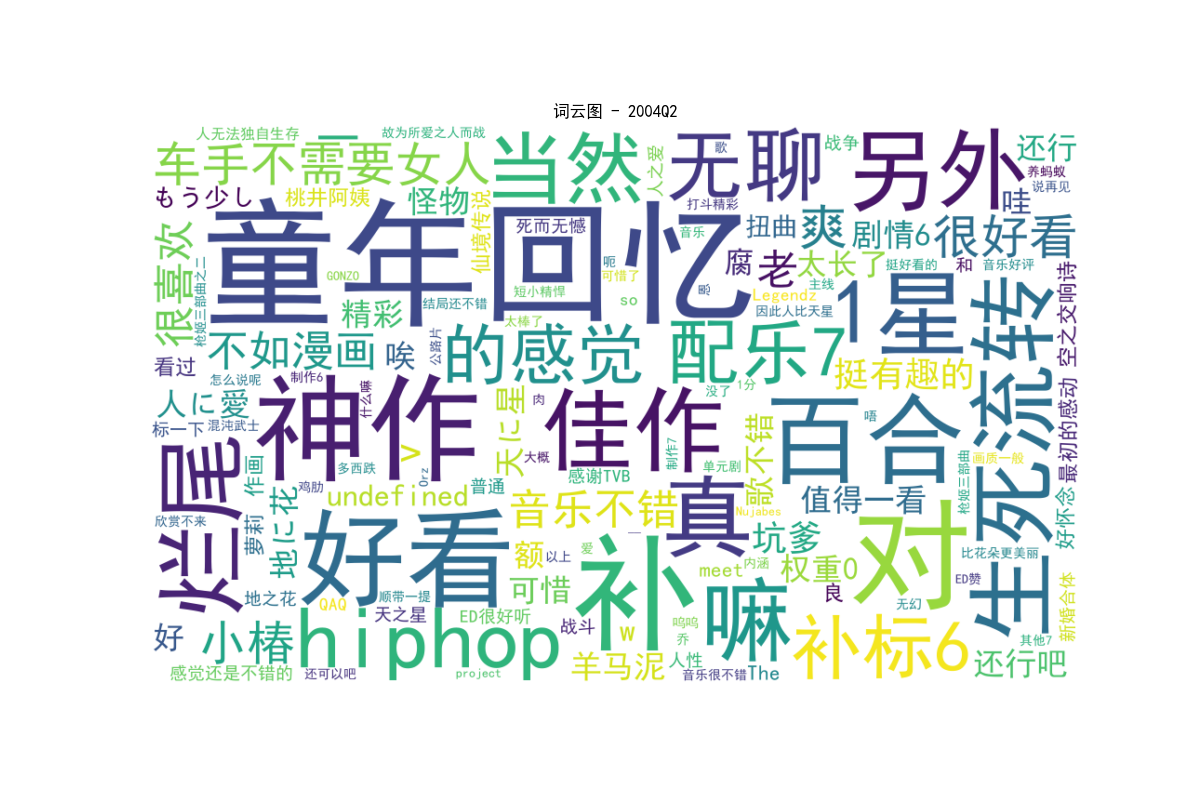 词云图 - 2004Q2
人无法独自生存
故为所爱之人而战
车手不需要女人
当然
人之爱
无聊
歌
战争
另外
还行
养蚂蚁
说再见
もう少し
桃井阿姨
怪物
仙境传说
打斗精彩
哇
童年回忆
死而无憾
音乐
扭曲
爽
剧情6
很好看
很喜欢
枪姬三部曲之二
GONZO
呃
可惜了
腐
老
太长了
挺好看的
和
音乐好评
精彩
结局还不错
短小精悍
so
Legendz
主线
因此人比天星
1星
生死流转
空之交响诗
太棒了
公路片
不如漫画
唉
的感觉
配乐7
挺有趣的
看过
怎么说呢
制作6
什么嘛
没了
1分
最初的感动
人に愛
神作
天に星
肉
佳作
百合
唔
标一下
混沌武士
歌不错
烂尾
作画
多西跌
Orz
v
大概
制作7
单元剧
画质一般
枪姬三部曲
鸡肋
undefined
普通
感谢TVB
音乐不错
真
Nujabes
值得一看
好怀念
欣赏不来
萝莉
地に花
好看
额
以上
爱
补
坑爹
对
内涵
meet
权重0
比花朵更美丽
地之花
顺带一提
可惜
良
ED赞
新婚合体
QAQ
天之星
ED很好听
战斗
w
呜呜
嘛
无幻
好
小椿
hiphop
乔
补标6
其他7
还行吧
感觉还是不错的
还可以吧
project
羊马泥
人性
音乐很不错
The